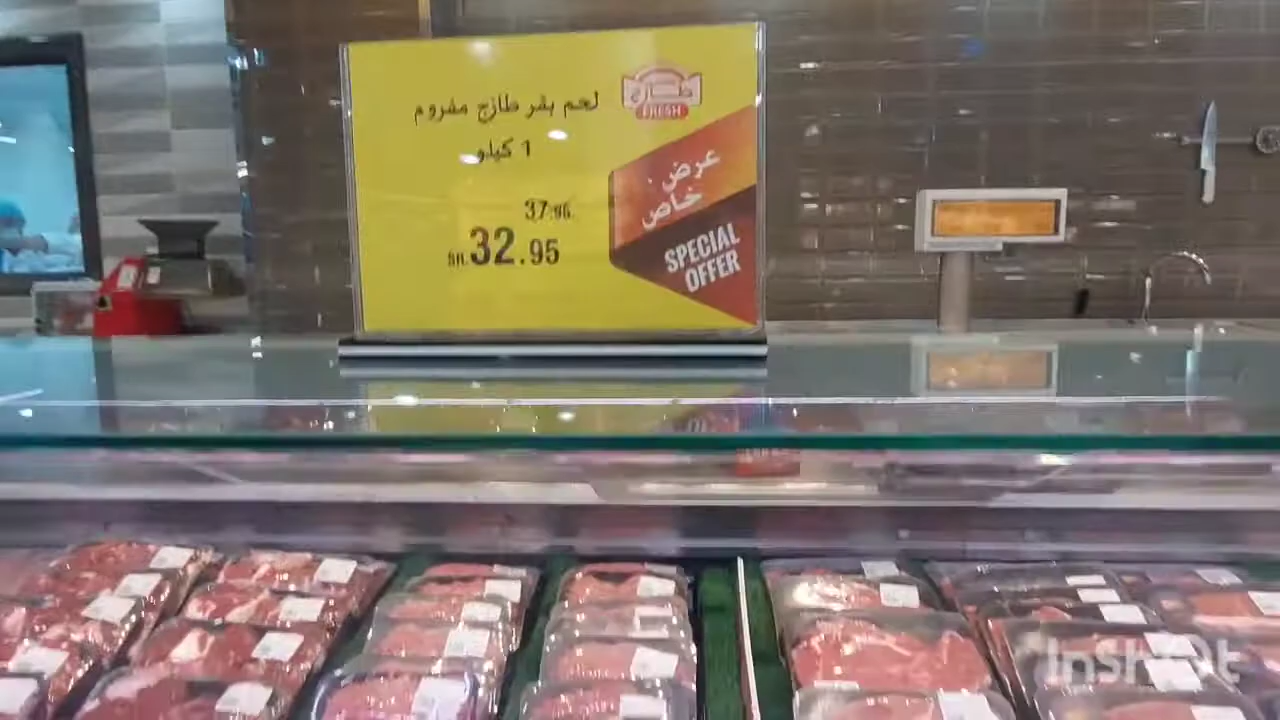 طازج
FRESH
لحم بقر طازج مفروم
1 كيلو
37.95
SR.32.95
عرض
خاص
SPECIAL
OFFER
InShot